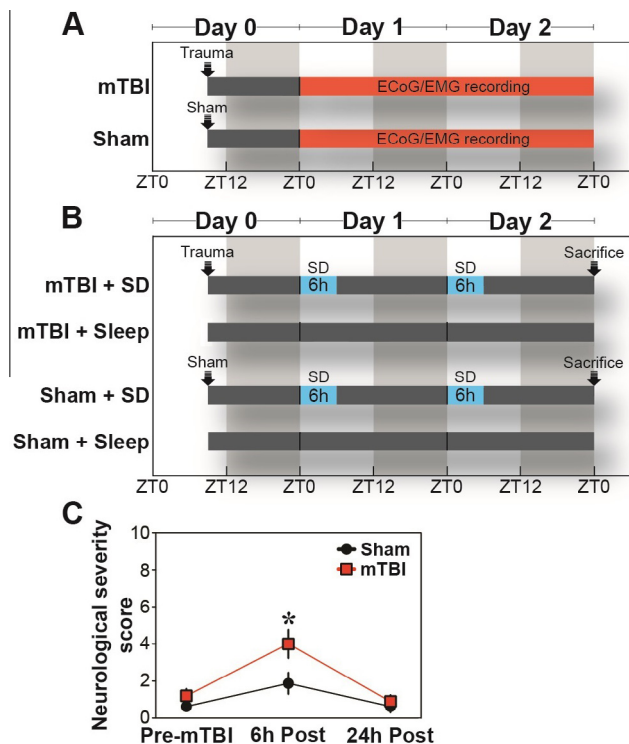 A
Day 0 Day 1 Day 2
Trauma
mTBI ECoG/EMG recording
Sham
Sham ECoG/EMG recording
ZT0 ZT12 ZT0 ZT12 ZT0 ZT12 ZT0
B
Day 0 Day 1 Day 2
Trauma SD SD Sacrifice
mTBI + SD 6h 6h
mTBI + Sleep
Sham SD SD Sacrifice
Sham + SD 6h 6h
Sham + Sleep
ZT0 ZT12 ZT0 ZT12 ZT0 ZT12 ZT0
C
Neurological severity
score
10
8
6
4
2
0
Sham
mTBI
*
Pre-mTBI 6h Post 24h Post